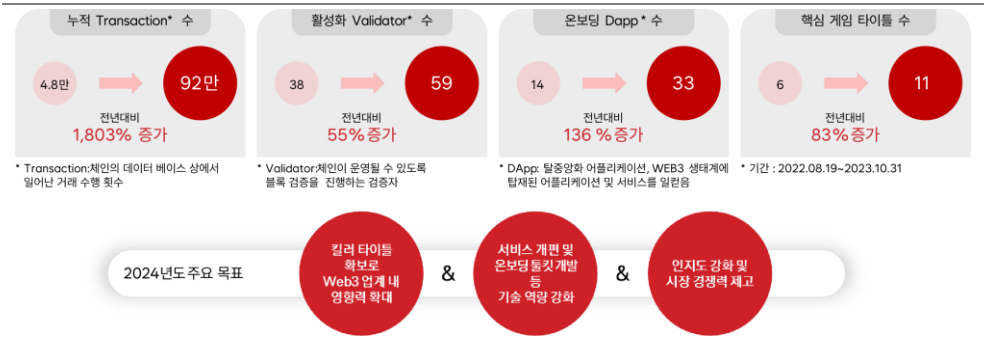 누적 Transaction* 수
4.8만
92만
전년대비
1,803% 증가
* Transaction:체인의 데이터 베이스 상에서
일어난 거래 수행 횟수
활성화 Validator* 수
38
59
전년대비
55%증가
* Validator:체인이 운영될 수 있도록
블록 검증을 진행하는 검증자
온보딩 Dapp * 수
14
33
전년대비
136 %증가
* DApp: 탈중앙화 어플리케이션, WEB3 생태계에
탑재된 어플리케이션 및 서비스를 일컫음
핵심 게임 타이틀 수
6
11
전년대비
83%증가
* 기간 : 2022.08.19~2023.10.31
2024년도 주요 목표
킬러 타이틀
확보로
Web3 업계 내
영향력 확대
&
서비스 개편 및
온보딩 툴킷 개발
등
기술 역량 강화
&
인지도 강화 및
시장 경쟁력 제고